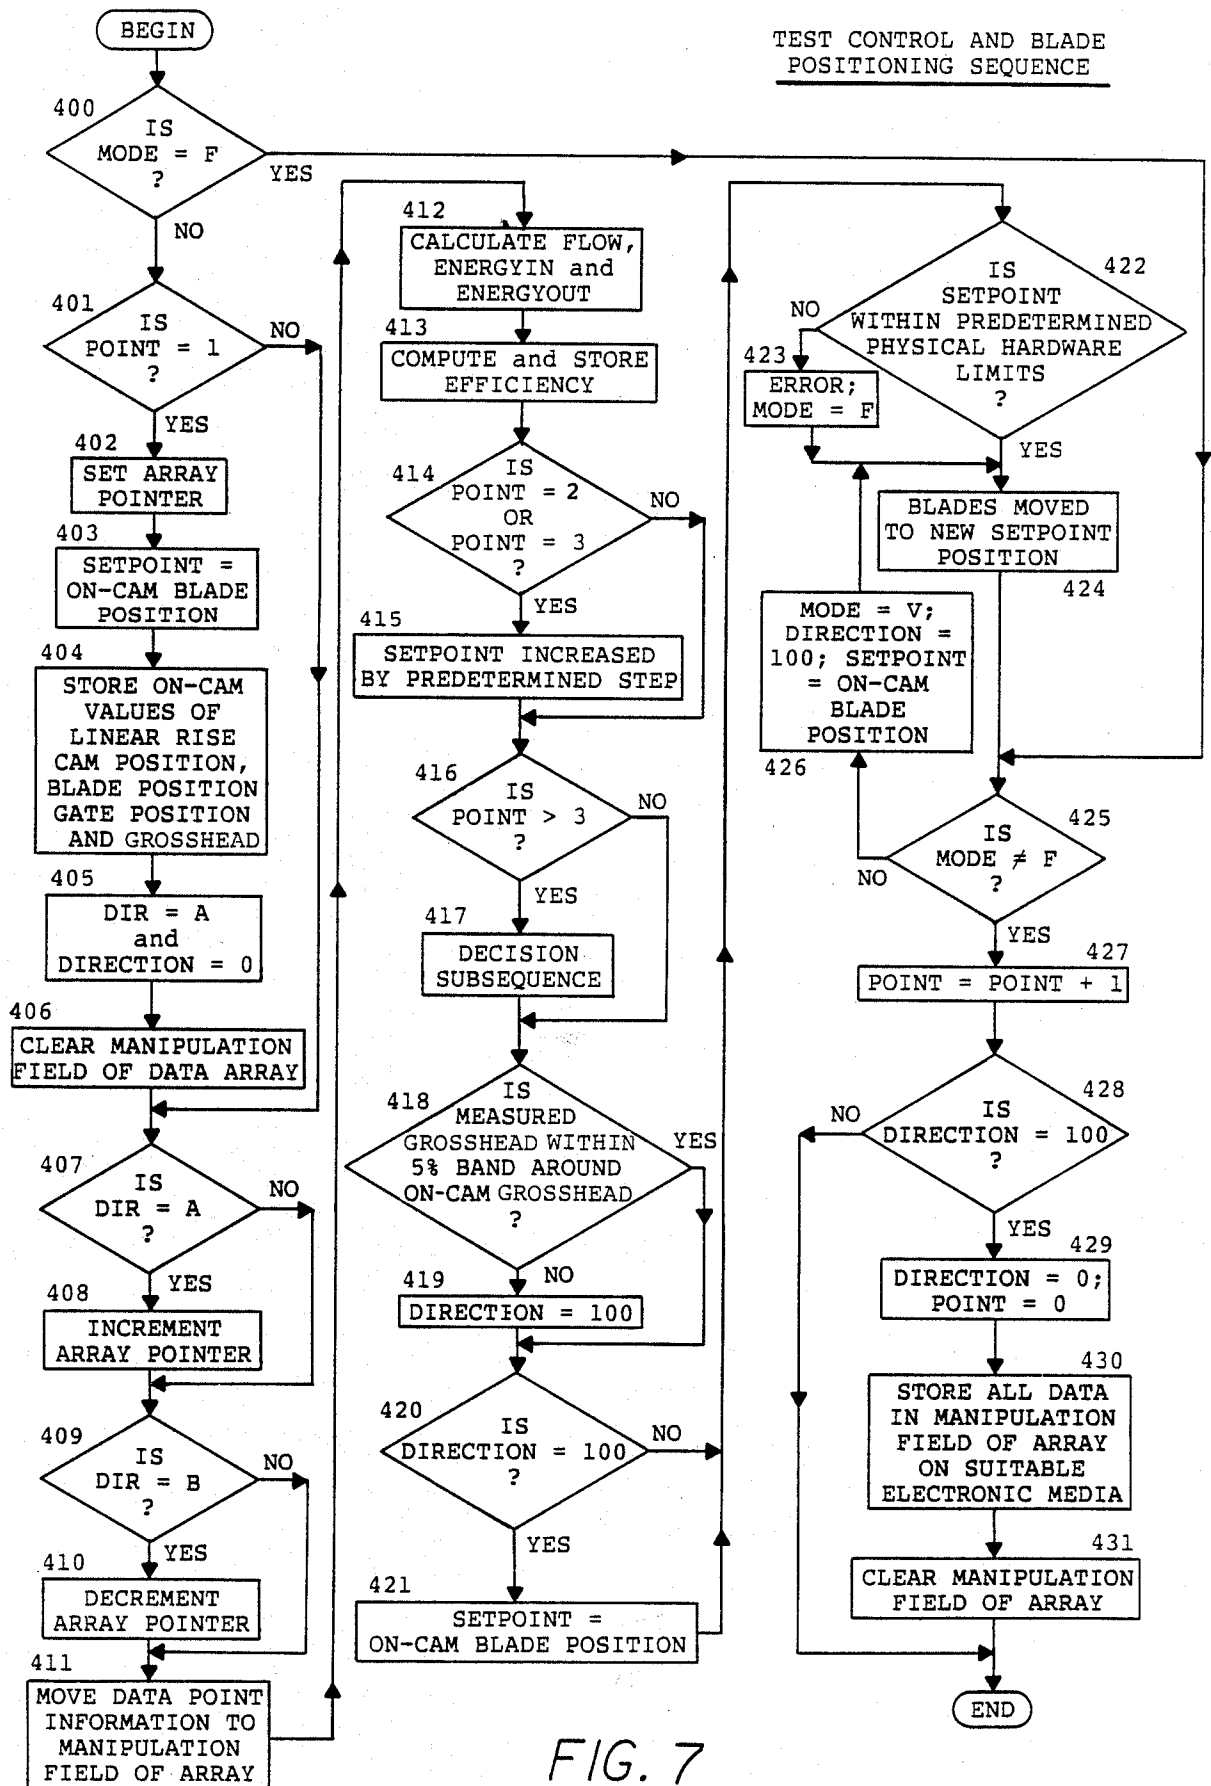 TEST CONTROL AND BLADE
POSITIONING SEQUENCE
BEGIN
400
IS
MODE = F
?
YES
NO
401
IS
POINT = 1
?
NO
YES
402
SET ARRAY
POINTER
403
SETPOINT =
ON-CAM BLADE
POSITION
404
STORE ON-CAM
VALUES OF
LINEAR RISE
CAM POSITION,
BLADE POSITION
GATE POSITION
AND GROSSHEAD
405
DIR = A
and
DIRECTION = 0
406
CLEAR MANIPULATION
FIELD OF DATA ARRAY
407
IS
DIR = A
?
NO
YES
408
INCREMENT
ARRAY POINTER
409
IS
DIR = B
?
NO
YES
410
DECREMENT
ARRAY POINTER
411
MOVE DATA POINT
INFORMATION TO
MANIPULATION
FIELD OF ARRAY
412
CALCULATE FLOW,
ENERGYIN and
ENERGYOUT
413
COMPUTE and STORE
EFFICIENCY
414
IS
POINT = 2
OR
POINT = 3
?
NO
YES
415
SETPOINT INCREASED
BY PREDETERMINED STEP
416
IS
POINT > 3
?
NO
YES
417
DECISION
SUBSEQUENCE
418
IS
MEASURED
GROSSHEAD WITHIN
5% BAND AROUND
ON-CAM GROSSHEAD
?
YES
NO
419
DIRECTION = 100
420
IS
DIRECTION = 100
?
NO
YES
421
SETPOINT =
ON-CAM BLADE POSITION
422
IS
SETPOINT
WITHIN PREDETERMINED
PHYSICAL HARDWARE
LIMITS
?
NO
YES
423
ERROR;
MODE = F
BLADES MOVED
TO NEW SETPOINT
POSITION
424
MODE = V;
DIRECTION =
100; SETPOINT
= ON-CAM
BLADE
POSITION
426
425
IS
MODE ≠ F
?
NO
YES
427
POINT = POINT + 1
428
IS
DIRECTION = 100
?
NO
YES
429
DIRECTION = 0;
POINT = 0
430
STORE ALL DATA
IN MANIPULATION
FIELD OF ARRAY
ON SUITABLE
ELECTRONIC MEDIA
431
CLEAR MANIPULATION
FIELD OF ARRAY
END
FIG. 7